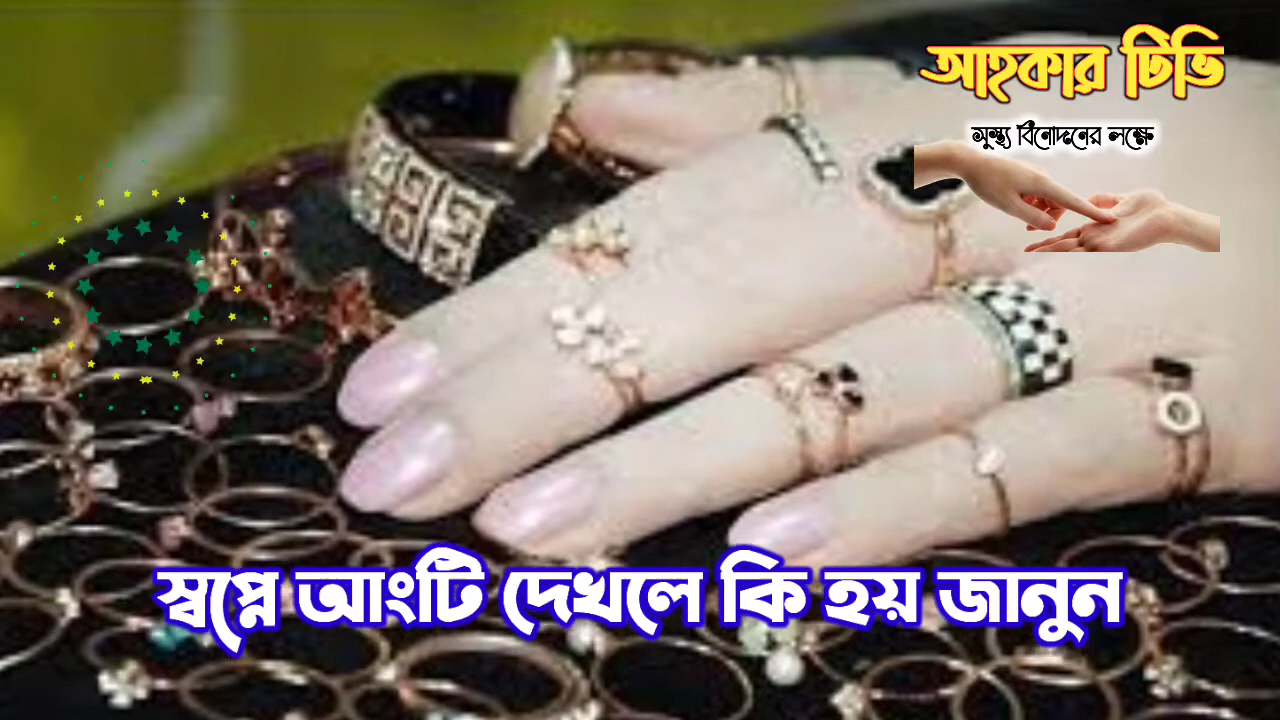 আহকার টিভি
সুস্থ্য বিনোদনের লক্ষে
স্বপ্নে আংটি দেখলে কি হয় জানুন